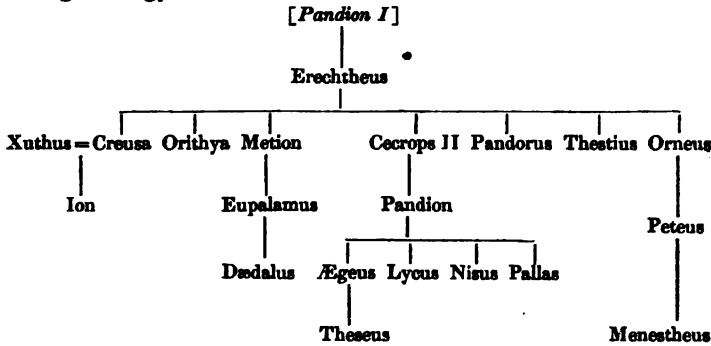 [Pandion I]
Erechtheus
Xuthus = Creusa Orithya Metion Cecrops II Pandorus Thestius Orneus
Ion Eupalamus Pandion
Peteus
Dædalus Ægeus Lycus Nisus Pallas
Theseus Menestheus